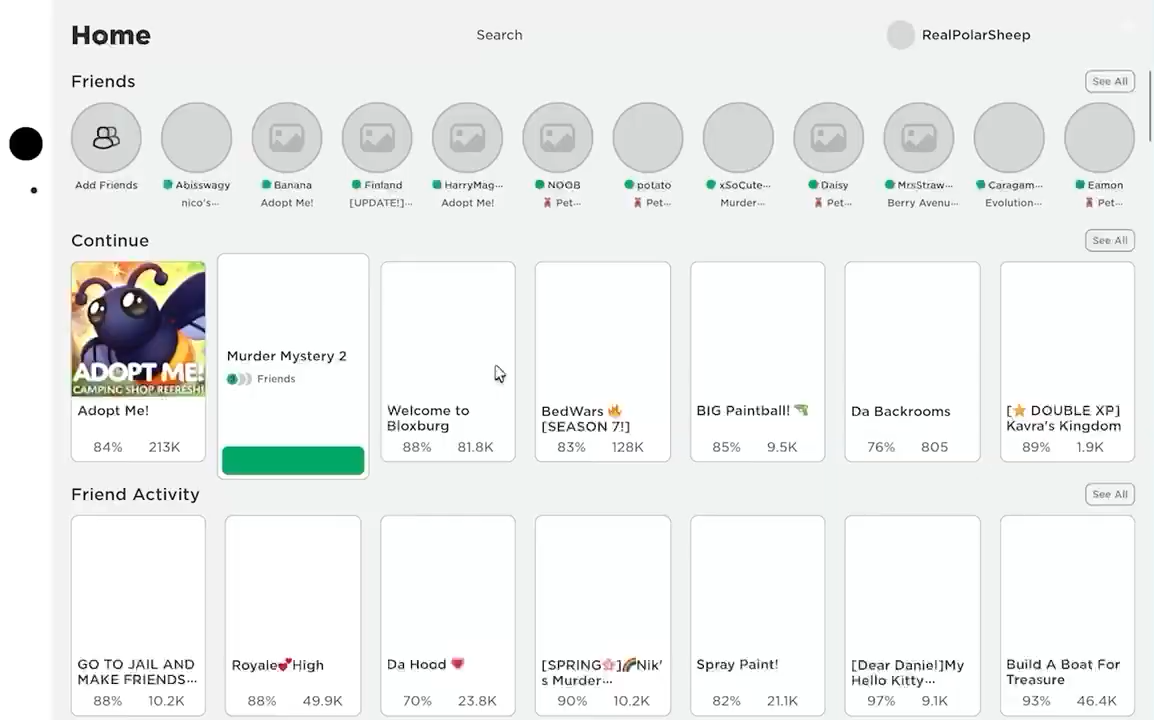 Home
Search
RealPolarSheep
Friends
See All
Add Friends
Abisswagy
nico's...
Banana
Adopt Me!
Finland
[UPDATE!]...
HarryMag...
Adopt Me!
NOOB
Pet...
potato
Pet...
xSoCute...
Murder...
Daisy
Pet...
MrsStraw...
Berry Avenu...
Caragam...
Evolution...
Eamon
Pet...
Continue
See All
ADOPT ME!
CAMPING SHOP REFRESH!
Adopt Me!
84% 213K
Murder Mystery 2
Friends
Welcome to
Bloxburg
88% 81.8K
BedWars 🔥
[SEASON 7!]
83% 128K
BIG Paintball! 🔫
85% 9.5K
Da Backrooms
76% 805
[⭐ DOUBLE XP]
Kavra's Kingdom
89% 1.9K
Friend Activity
See All
GO TO JAIL AND
MAKE FRIENDS...
88% 10.2K
Royale💕High
88% 49.9K
Da Hood
70% 23.8K
[SPRING🌸]🌈Nik'
s Murder...
90% 10.2K
Spray Paint!
82% 21.1K
[Dear Daniel]My
Hello Kitty...
97% 9.1K
Build A Boat For
Treasure
93% 46.4K